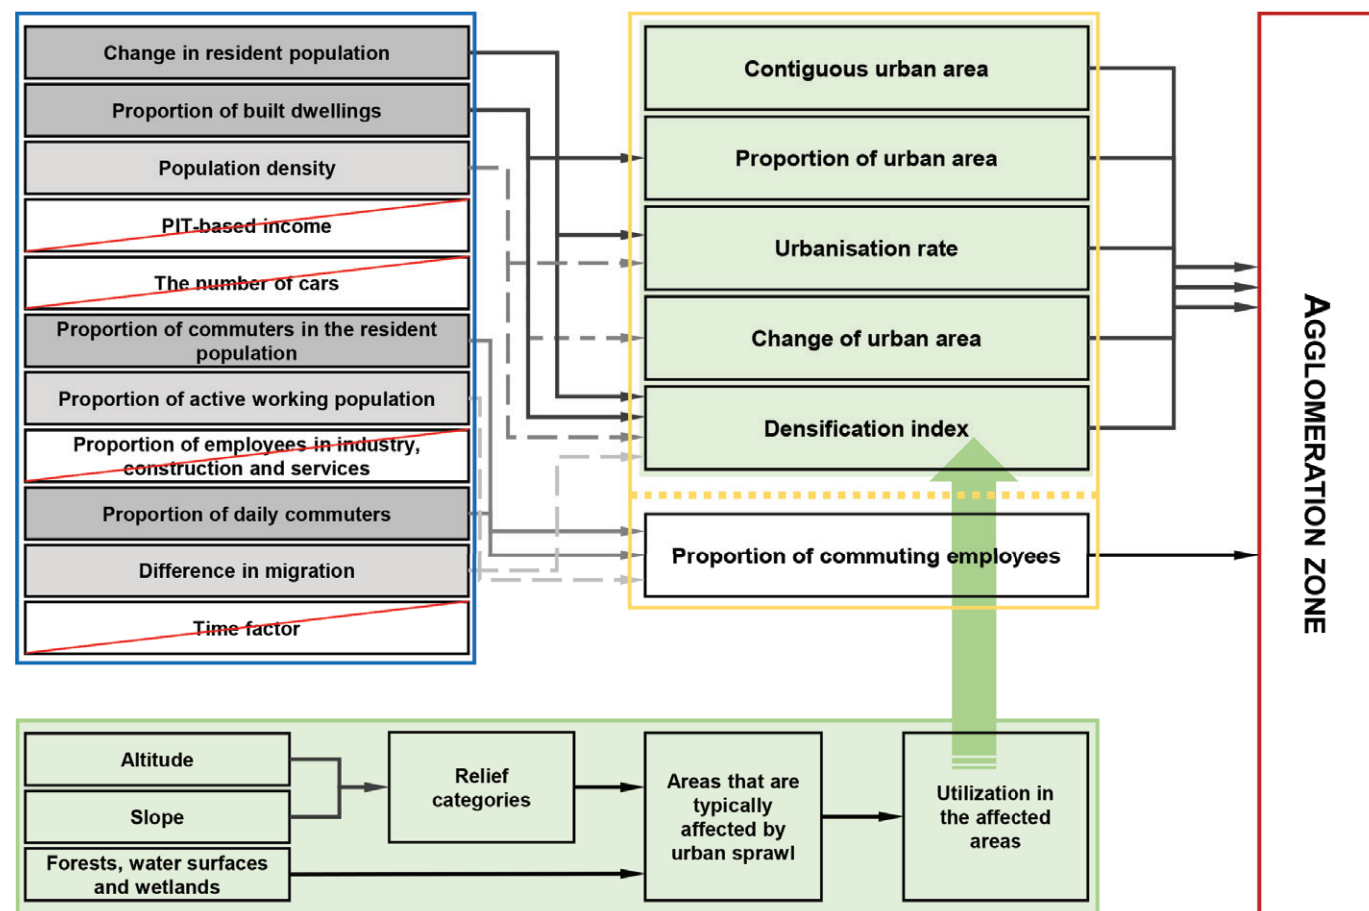 Change in resident population
Proportion of built dwellings
Population density
PIT-based income
The number of cars
Proportion of commuters in the resident
population
Proportion of active working population
Proportion of employees in industry,
construction and services
Proportion of daily commuters
Difference in migration
Time factor
Contiguous urban area
Proportion of urban area
Urbanisation rate
Change of urban area
Densification index
Proportion of commuting employees
AGGLOMERATION ZONE
Altitude
Slope
Forests, water surfaces
and wetlands
Relief
categories
Areas that are
typically
affected by
urban sprawl
Utilization in
the affected
areas